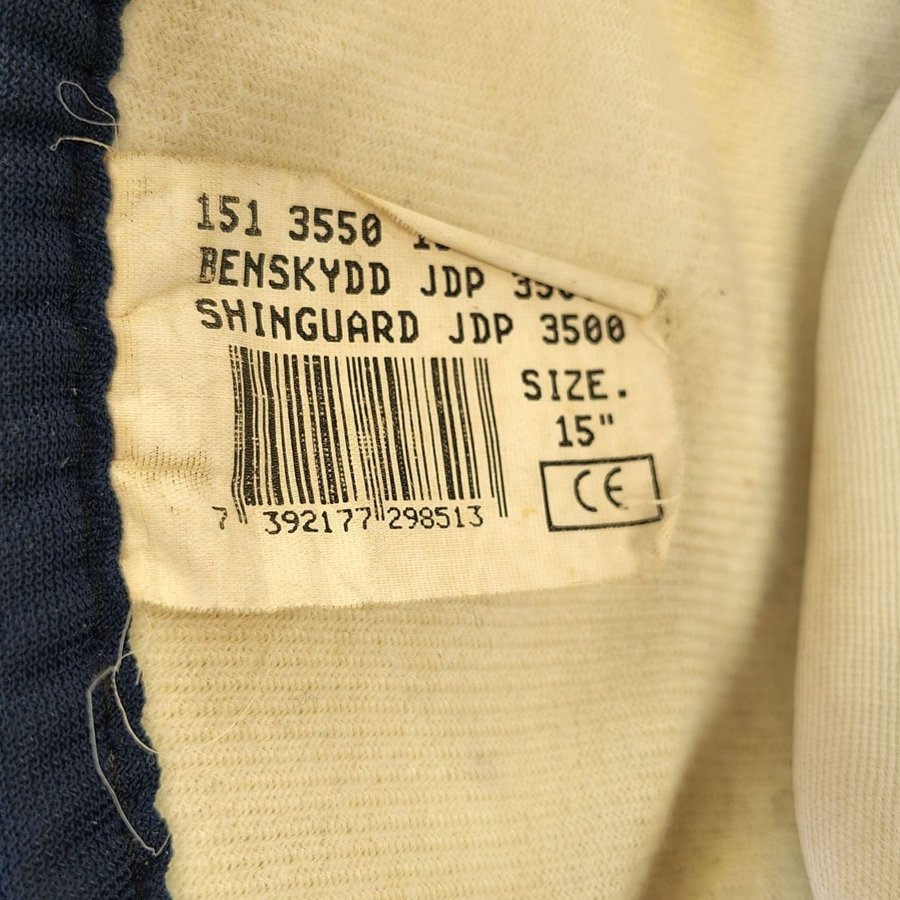 151 3550
BENSKYDD JDP
SHINGUARD JDP 3500
SIZE.
15"
CE
7 392177 298513